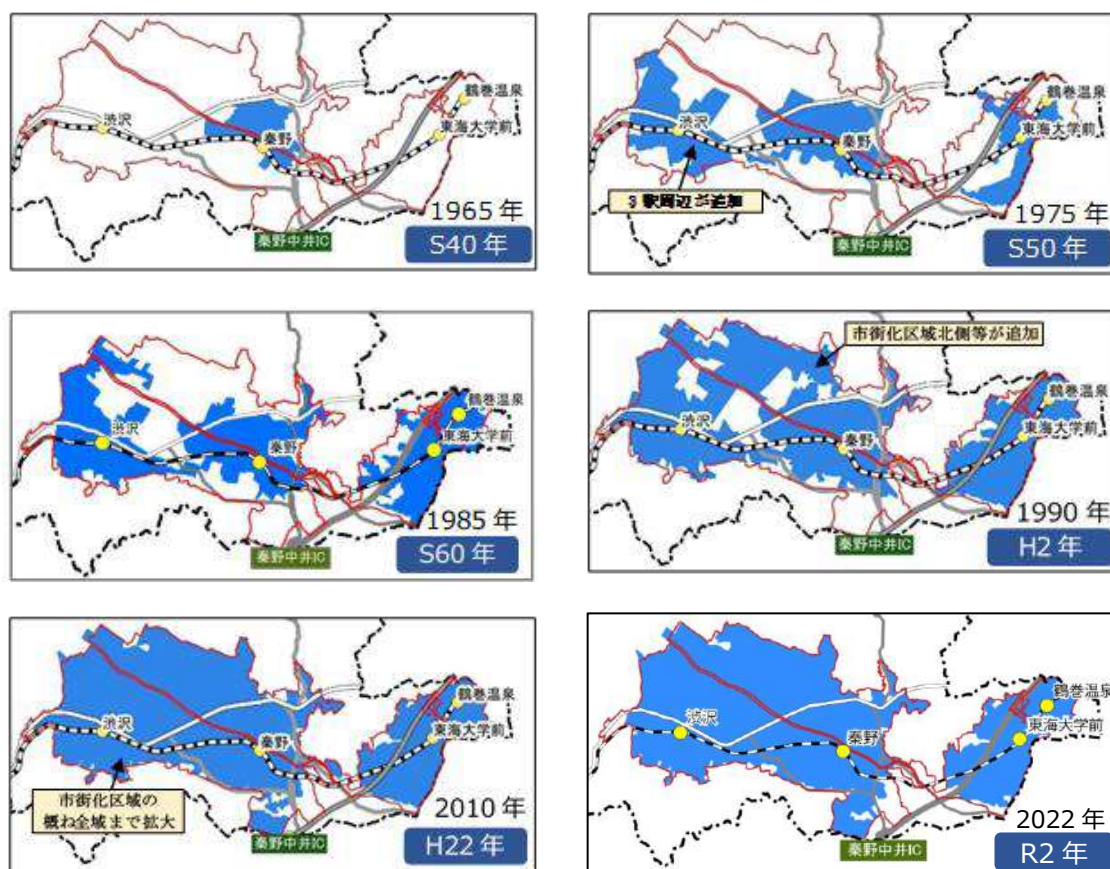 鶴巻温泉
渋沢
東海大学前
秦野
1965 年
秦野中井IC
S40 年
鶴巻温泉
渋沢
東海大学前
秦野
3 駅周辺が追加
1975 年
秦野中井IC
S50 年
鶴巻温泉
渋沢
東海大学前
秦野
1985 年
秦野中井IC
S60 年
市街化区域北側等が追加
鶴巻温泉
渋沢
東海大学前
秦野
1990 年
秦野中井IC
H2 年
鶴巻温泉
渋沢
東海大学前
秦野
市街化区域の
概ね全域まで拡大
2010 年
秦野中井IC
H22 年
鶴巻温泉
渋沢
東海大学前
秦野
2022 年
秦野中井IC
R2 年